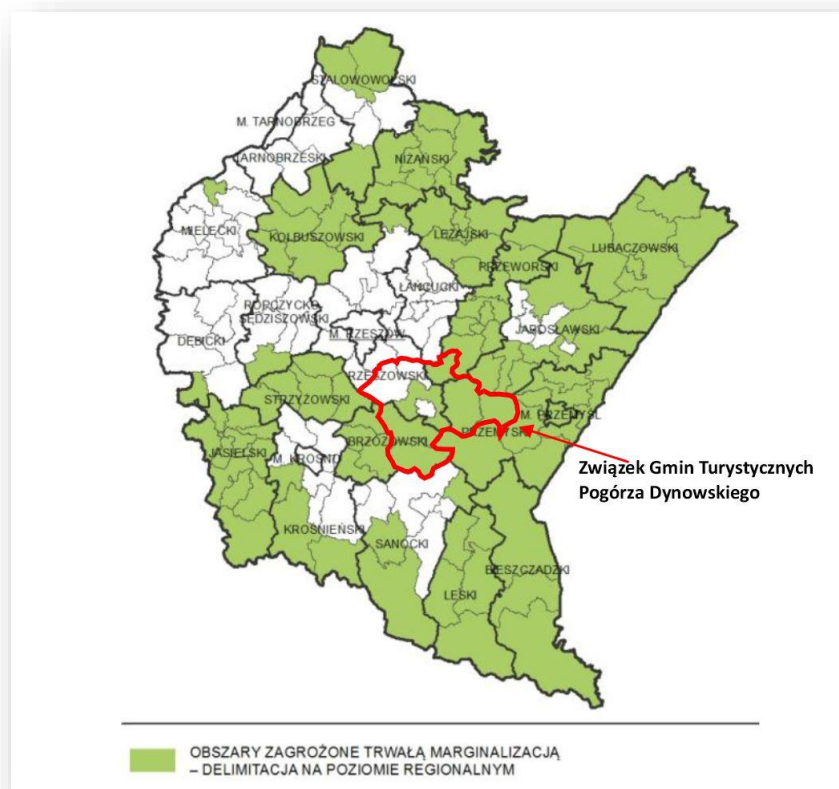 STALOWOWOLSKI
M. TARNOBRZEG
TARNOBRZESKI
NIŻAŃSKI
MIELECKI
KOLBUSZOWSKI
LEŻAJSKI
LUBACZOWSKI
PRZEWORSKI
ŁAŃCUCKI
ROPCZYCKO
SĘDZISZOWSKI
JAROSŁAWSKI
DĘBICKI
M. RZESZÓW
RZESZOWSKI
STRZYŻOWSKI
M. PRZEMYŚL
PRZEMYSKI
BRZOZOWSKI
JASIELSKI
M. KROSNO
Związek Gmin Turystycznych
Pogórza Dynowskiego
KROŚNIEŃSKI
SANOCKI
BIESZCZADZKI
LESKI
OBSZARY ZAGROŻONE TRWAŁĄ MARGINALIZACJĄ
– DELIMITACJA NA POZIOMIE REGIONALNYM